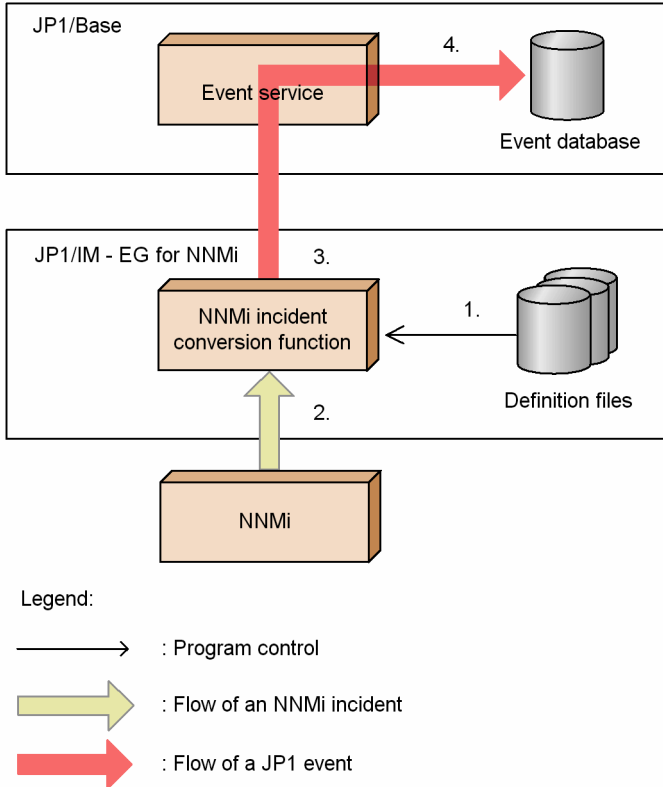 JP1/Base
4.
Event service
Event database
JP1/IM - EG for NNMi
3.
NNMi incident
conversion function
1.
Definition files
2.
NNMi
Legend:
: Program control
: Flow of an NNMi incident
: Flow of a JP1 event